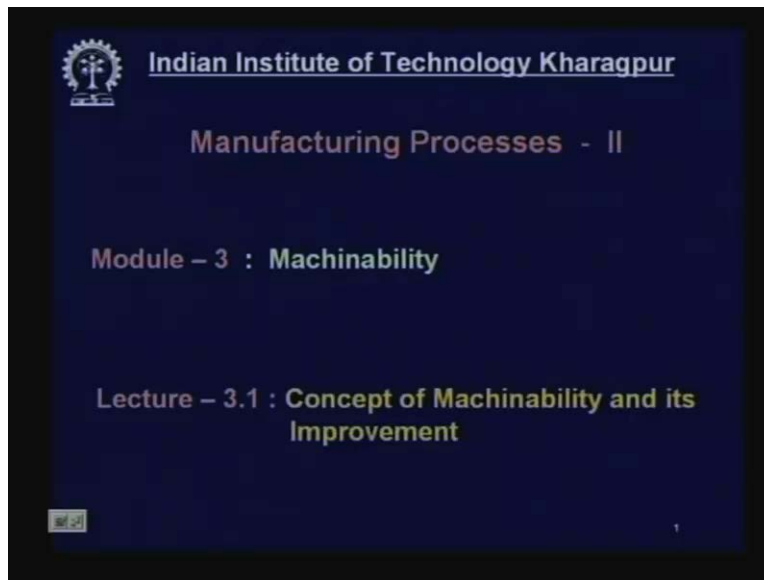 Indian Institute of Technology Kharagpur
Manufacturing Processes - II
Module – 3 : Machinability
Lecture – 3.1 : Concept of Machinability and its
Improvement
1